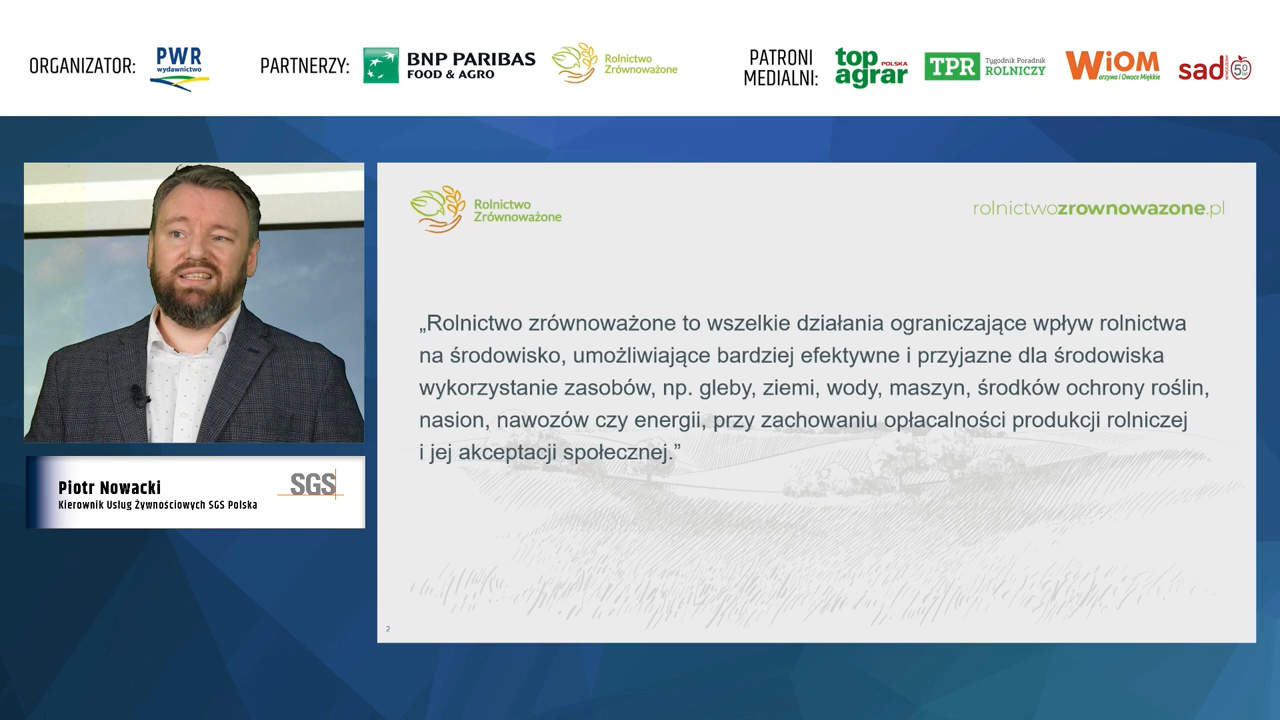 ORGANIZATOR:
PWR
wydawnictwo
PARTNERZY:
BNP PARIBAS
FOOD & AGRO
Rolnictwo
Zrównoważone
PATRONI
MEDIALNI:
top
agrar
POLSKA
TPR
Tygodnik Poradnik
ROLNICZY
WiOM
arzywa i Owoce Miękkie
sad
Piotr Nowacki
Kierownik Usług Żywnościowych SGS Polska
SGS
Rolnictwo
Zrównoważone
rolnictwozrownowazone.pl
„Rolnictwo zrównoważone to wszelkie działania ograniczające wpływ rolnictwa
na środowisko, umożliwiające bardziej efektywne i przyjazne dla środowiska
wykorzystanie zasobów, np. gleby, ziemi, wody, maszyn, środków ochrony roślin,
nasion, nawozów czy energii, przy zachowaniu opłacalności produkcji rolniczej
i jej akceptacji społecznej.”
2